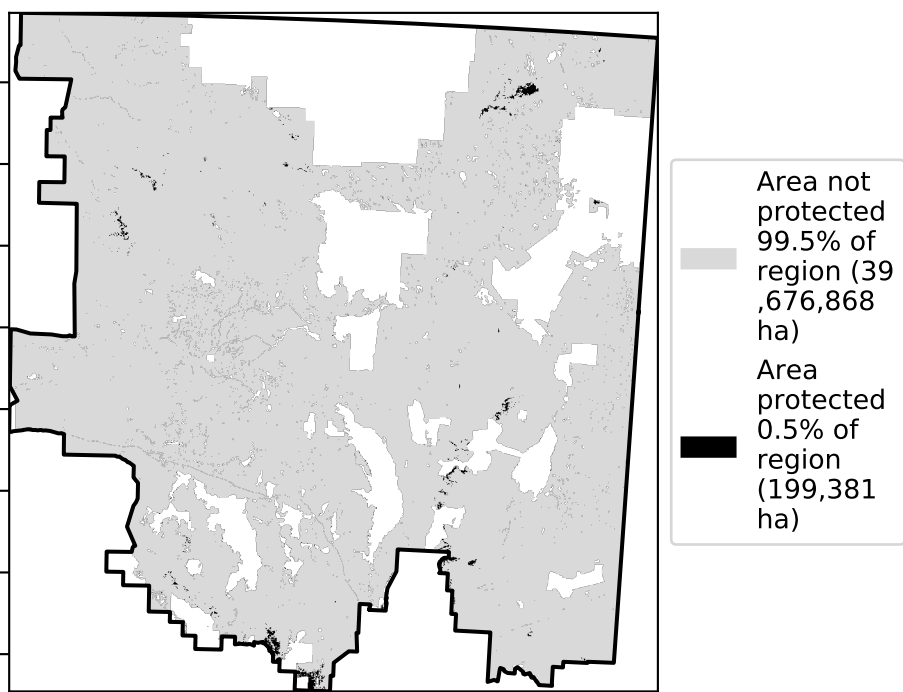 Area not
protected
99.5% of
region (39
,676,868
ha)
Area
protected
0.5% of
region
(199,381
ha)